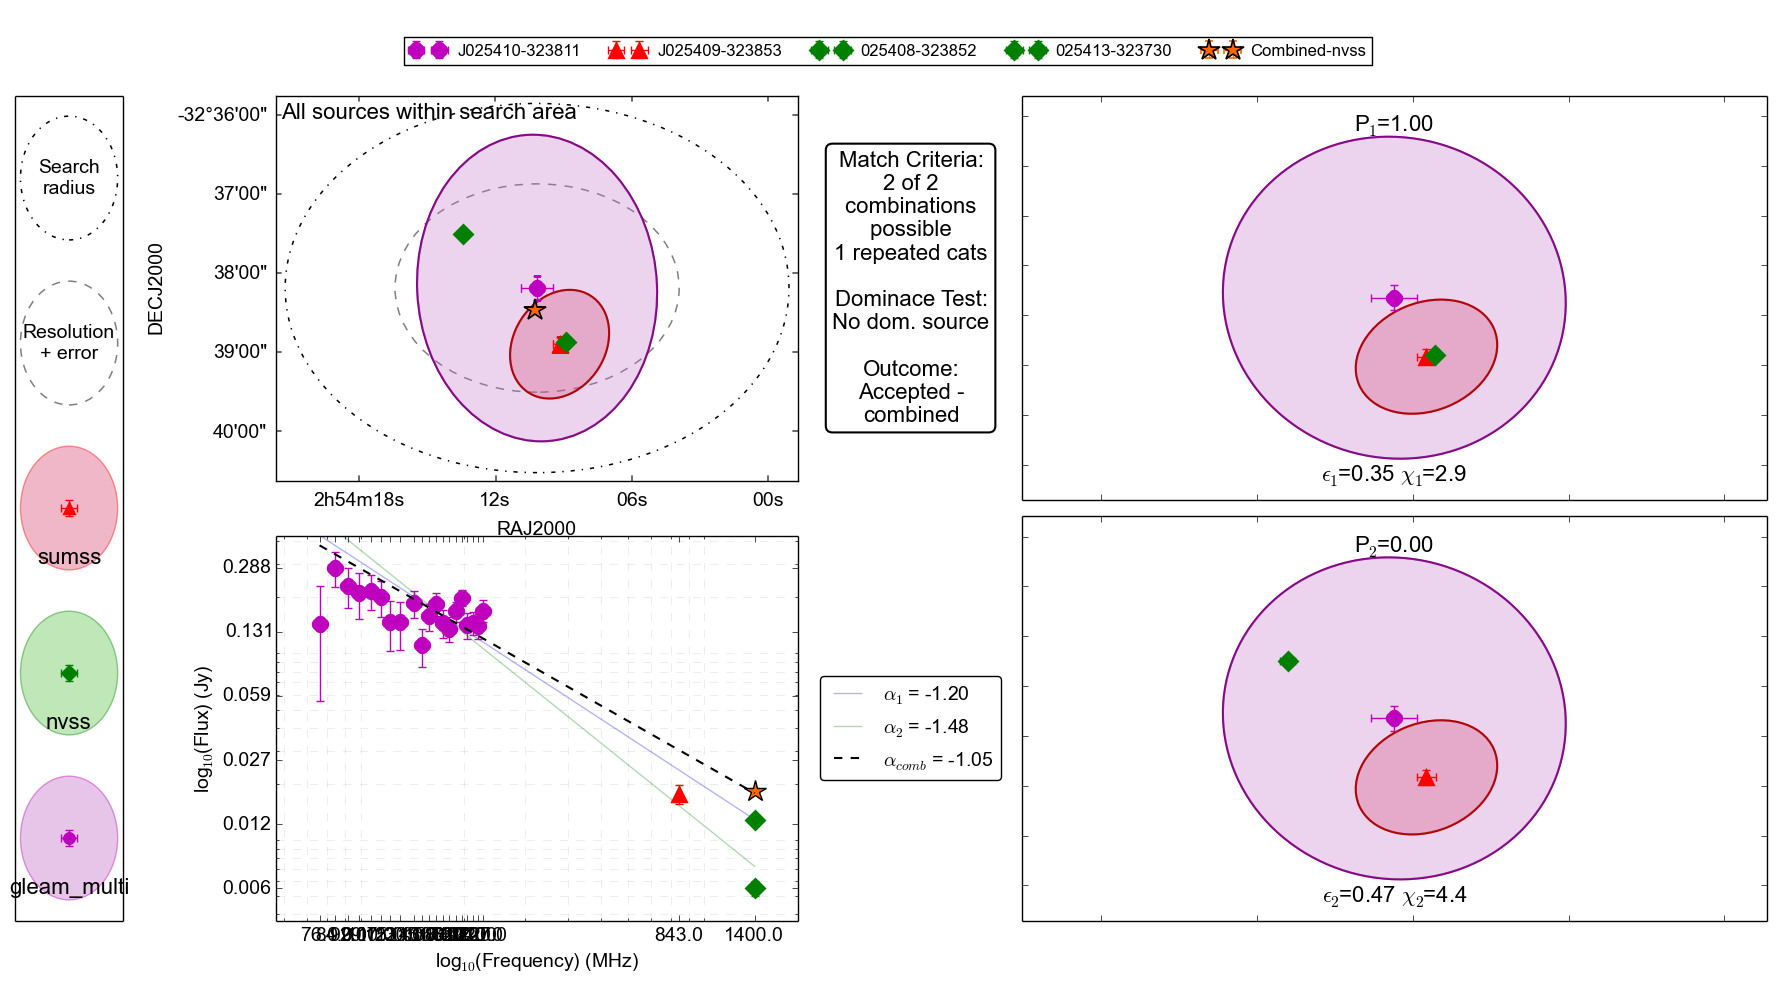 J025410-323811
J025409-323853
025408-323852
025413-323730
Combined-nvss
Search
radius
Resolution
+ error
sumss
nvss
gleam_multi
All sources within search area
DECJ2000
-32°36'00"
37'00"
38'00"
39'00"
40'00"
2h54m18s
12s
06s
00s
RAJ2000
Match Criteria:
2 of 2
combinations
possible
1 repeated cats
Dominace Test:
No dom. source
Outcome:
Accepted -
combined
P1=1.00
ϵ1=0.35 χ1=2.9
P2=0.00
ϵ2=0.47 χ2=4.4
log10(Flux) (Jy)
0.288
0.131
0.059
0.027
0.012
0.006
843.0
1400.0
log10(Frequency) (MHz)
α1 = -1.20
α2 = -1.48
αcomb = -1.05